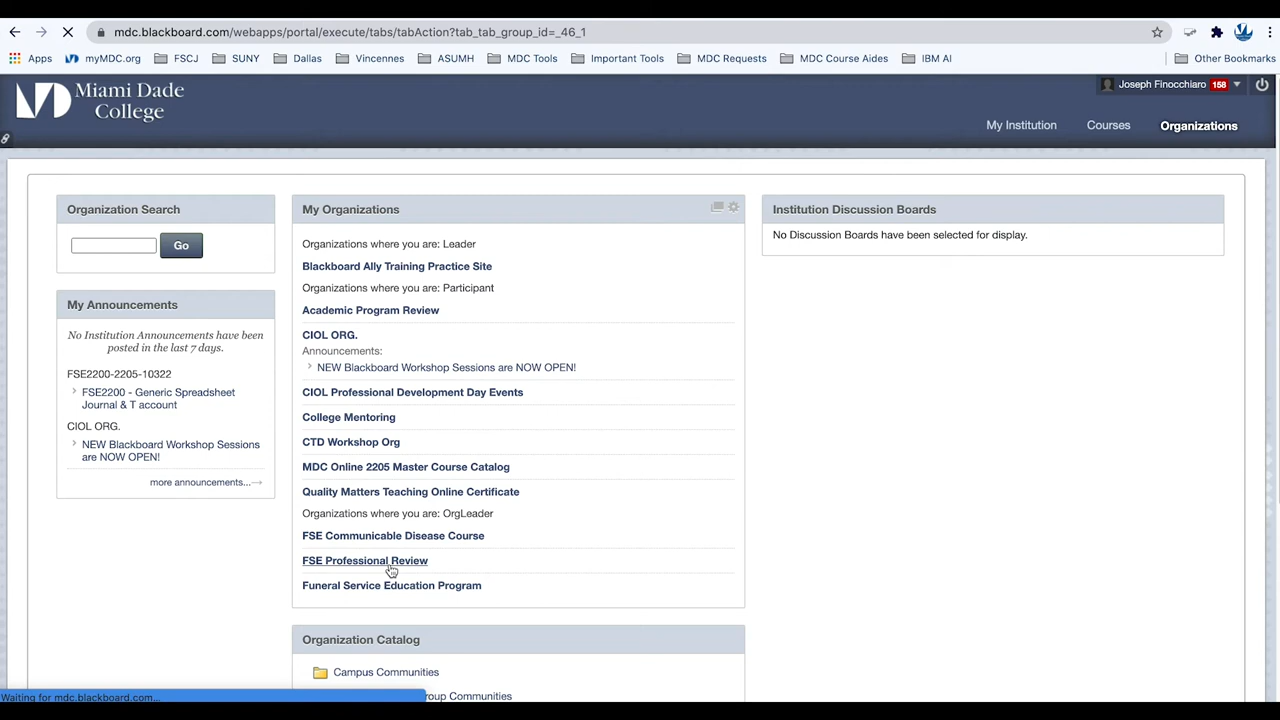 mdc.blackboard.com/webapps/portal/execute/tabs/tabAction?tab_tab_group_id=_46_1
Apps myMDC.org FSCJ SUNY Dallas Vincennes ASUMH MDC Tools Important Tools MDC Requests MDC Course Aides IBM AI Other Bookmarks
Miami Dade
College
Joseph Finocchiaro 158
My Institution Courses Organizations
Organization Search
Go
My Announcements
No Institution Announcements have been
posted in the last 7 days.
FSE2200-2205-10322
FSE2200 - Generic Spreadsheet
Journal & T account
CIOL ORG.
NEW Blackboard Workshop Sessions
are NOW OPEN!
more announcements...
My Organizations
Organizations where you are: Leader
Blackboard Ally Training Practice Site
Organizations where you are: Participant
Academic Program Review
CIOL ORG.
Announcements:
NEW Blackboard Workshop Sessions are NOW OPEN!
CIOL Professional Development Day Events
College Mentoring
CTD Workshop Org
MDC Online 2205 Master Course Catalog
Quality Matters Teaching Online Certificate
Organizations where you are: OrgLeader
FSE Communicable Disease Course
FSE Professional Review
Funeral Service Education Program
Organization Catalog
Campus Communities
Communities
Institution Discussion Boards
No Discussion Boards have been selected for display.
Waiting for mdc.blackboard.com...